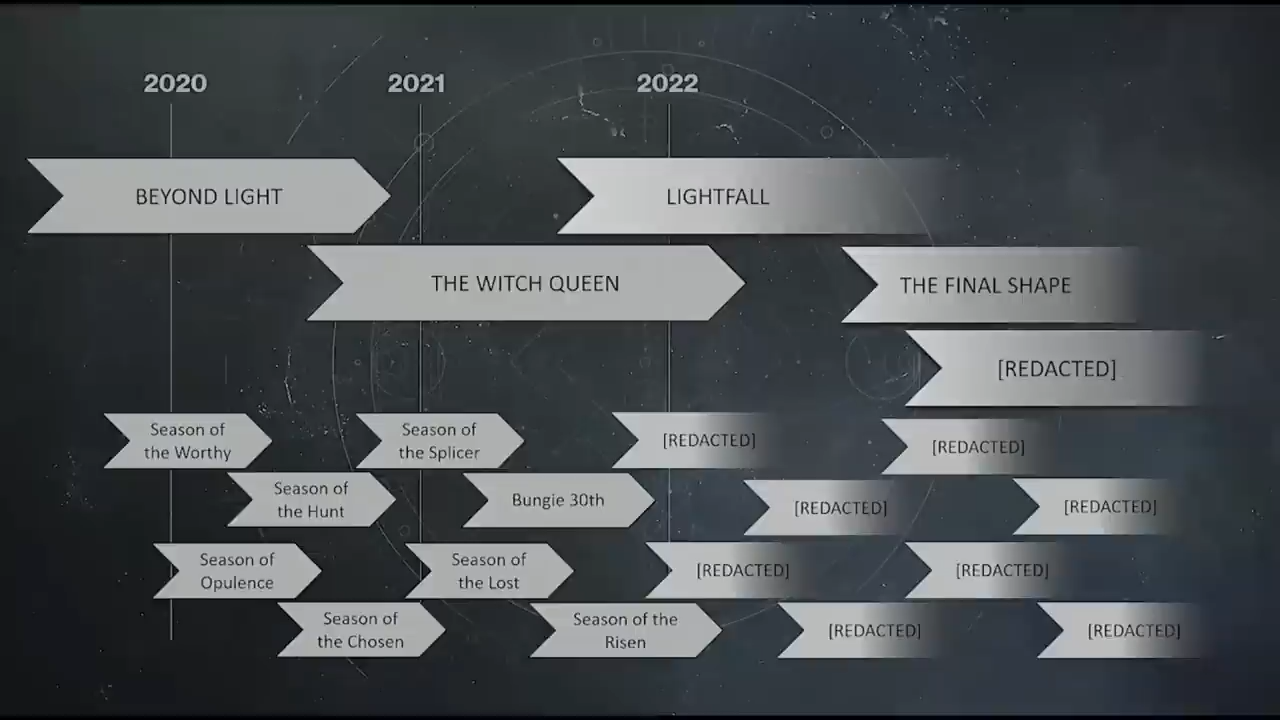 2020
2021
2022
BEYOND LIGHT
LIGHTFALL
THE WITCH QUEEN
THE FINAL SHAPE
[REDACTED]
Season of
the Worthy
Season of
the Splicer
[REDACTED]
[REDACTED]
Season of
the Hunt
Bungie 30th
[REDACTED]
[REDACTED]
Season of
Opulence
Season of
the Lost
[REDACTED]
[REDACTED]
Season of
the Chosen
Season of the
Risen
[REDACTED]
[REDACTED]